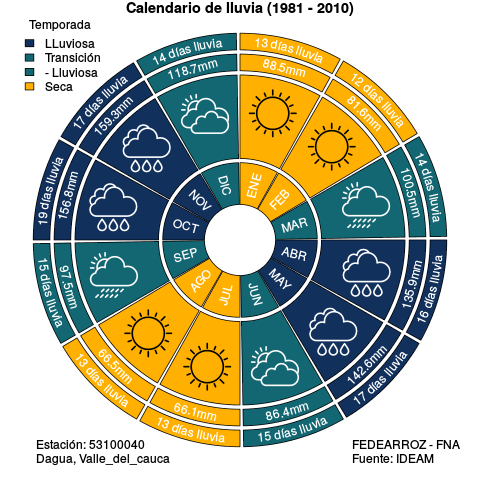 Calendario de lluvia (1981 - 2010)
Temporada
LLuviosa
Transición
- Lluviosa
Seca
13 días lluvia
88.5mm
ENE
12 días lluvia
81.6mm
FEB
14 días lluvia
100.5mm
MAR
16 días lluvia
135.9mm
ABR
17 días lluvia
142.6mm
MAY
15 días lluvia
86.4mm
JUN
13 días lluvia
66.1mm
JUL
13 días lluvia
66.5mm
AGO
15 días lluvia
97.5mm
SEP
19 días lluvia
156.8mm
OCT
17 días lluvia
159.3mm
NOV
14 días lluvia
118.7mm
DIC
Estación: 53100040
Dagua, Valle_del_cauca
FEDEARROZ - FNA
Fuente: IDEAM